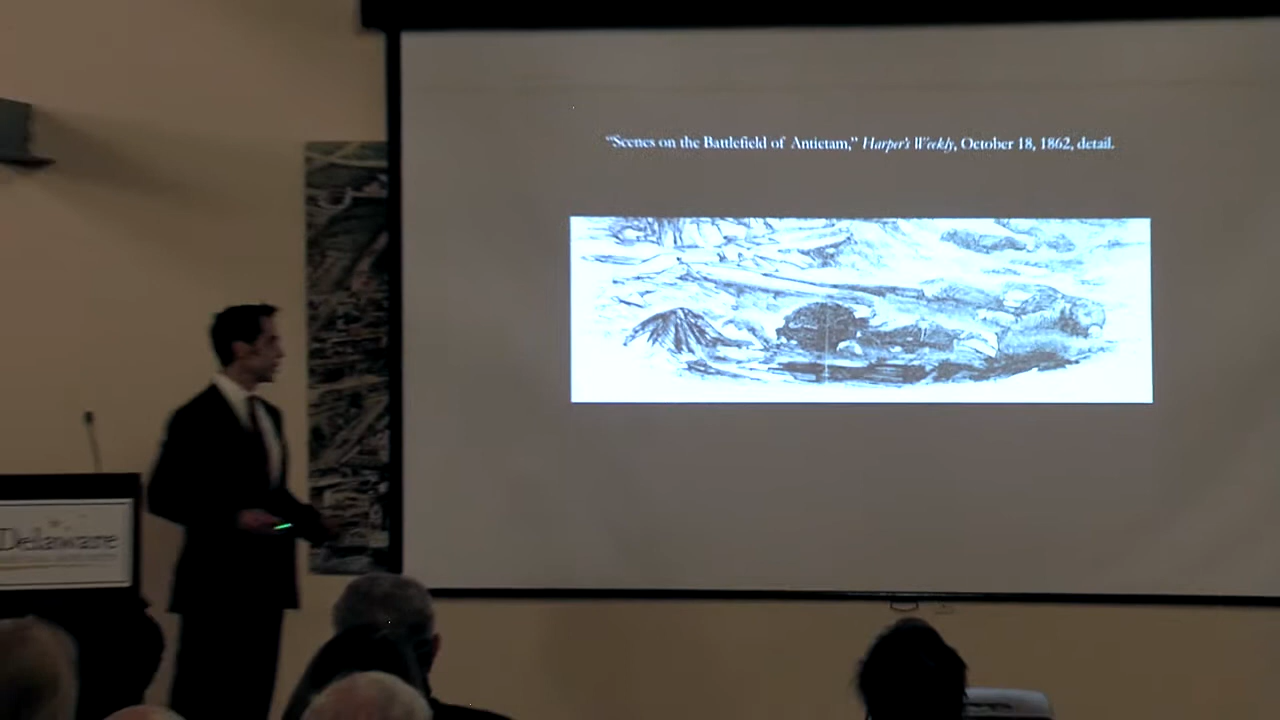 "Scenes on the Battlefield of Antietam," Harper's Weekly, October 18, 1862, detail.
Delaware